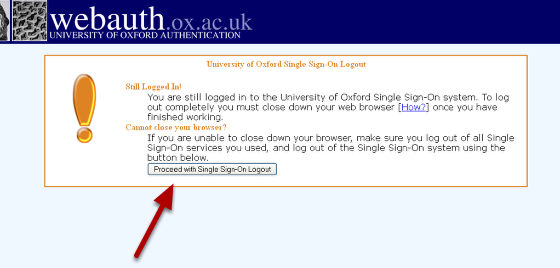 webauth.ox.ac.uk
UNIVERSITY OF OXFORD AUTHENTICATION
University of Oxford Single Sign-On Logout
Still Logged In!
You are still logged in to the University of Oxford Single Sign-On system. To log
out completely you must close down your web browser [How?] once you have
finished working.
Cannot close your browser?
If you are unable to close down your browser, make sure you log out of all Single
Sign-On services you used, and log out of the Single Sign-On system using the
button below.
Proceed with Single Sign-On Logout